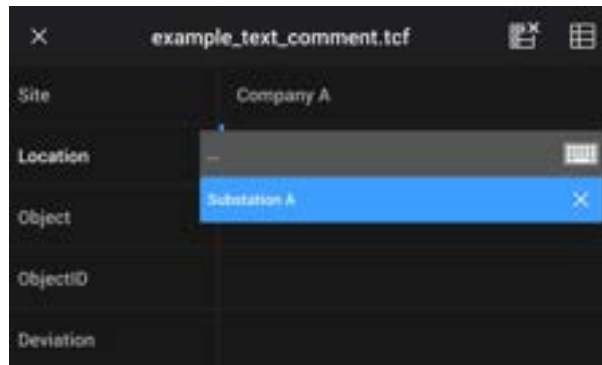 example_text_comment.tcf
Site
Company A
Location
...
Substation A
Object
ObjectID
Deviation